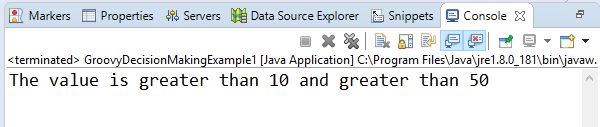 Markers Properties Servers Data Source Explorer Snippets Console
<terminated> GroovyDecisionMakingExample1 [Java Application] C:\Program Files\Java\jre1.8.0_181\bin\javaw.
The value is greater than 10 and greater than 50